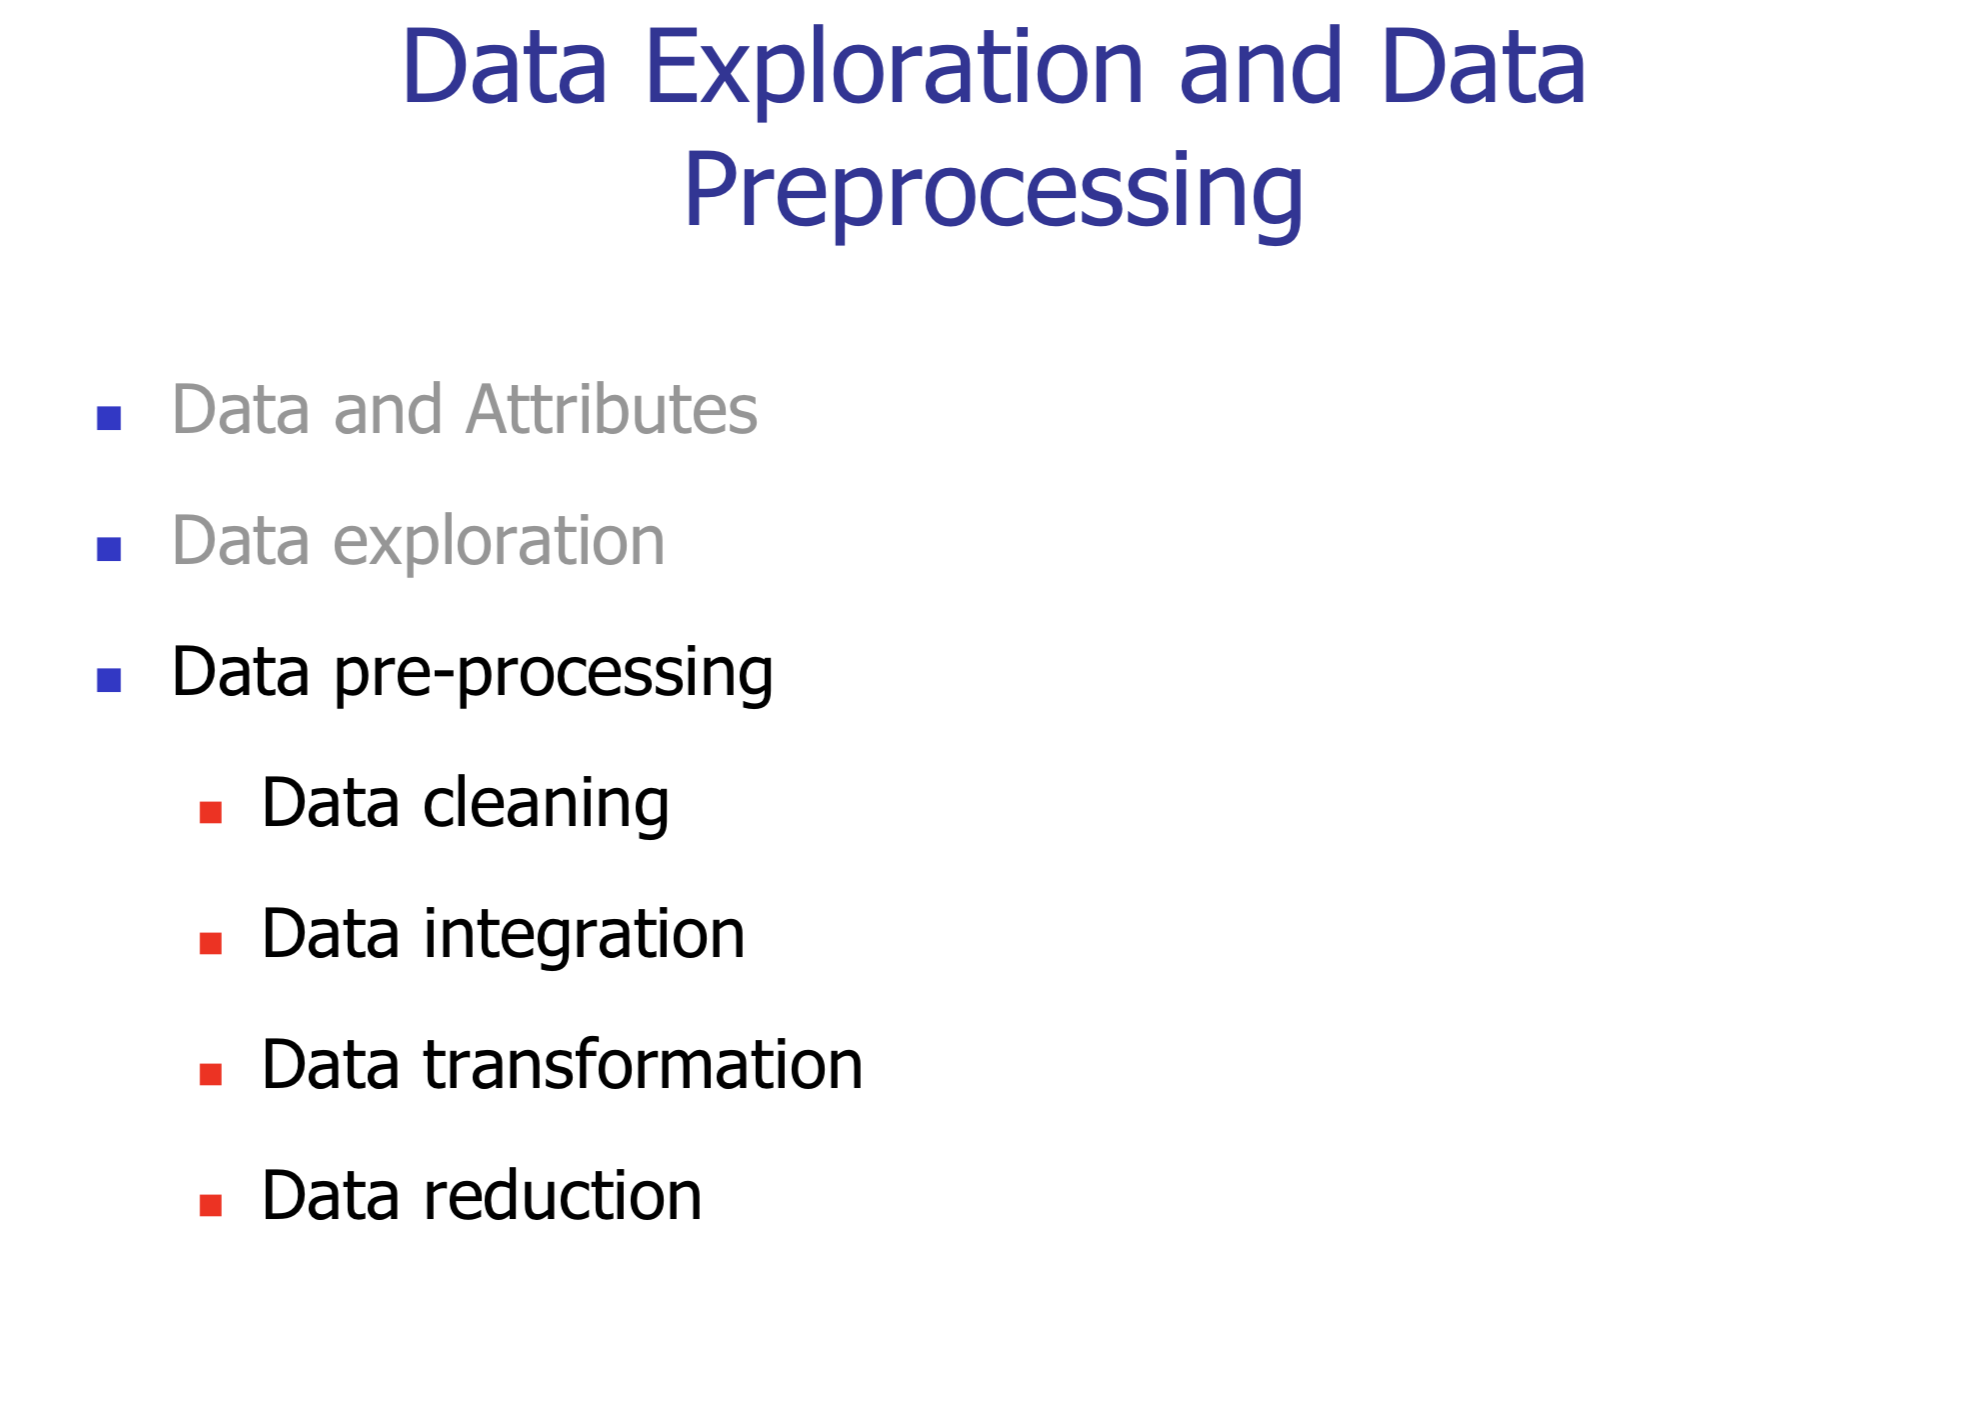 Data Exploration and Data
Preprocessing
Data and Attributes
Data exploration
Data pre-processing
Data cleaning
Data integration
Data transformation
Data reduction